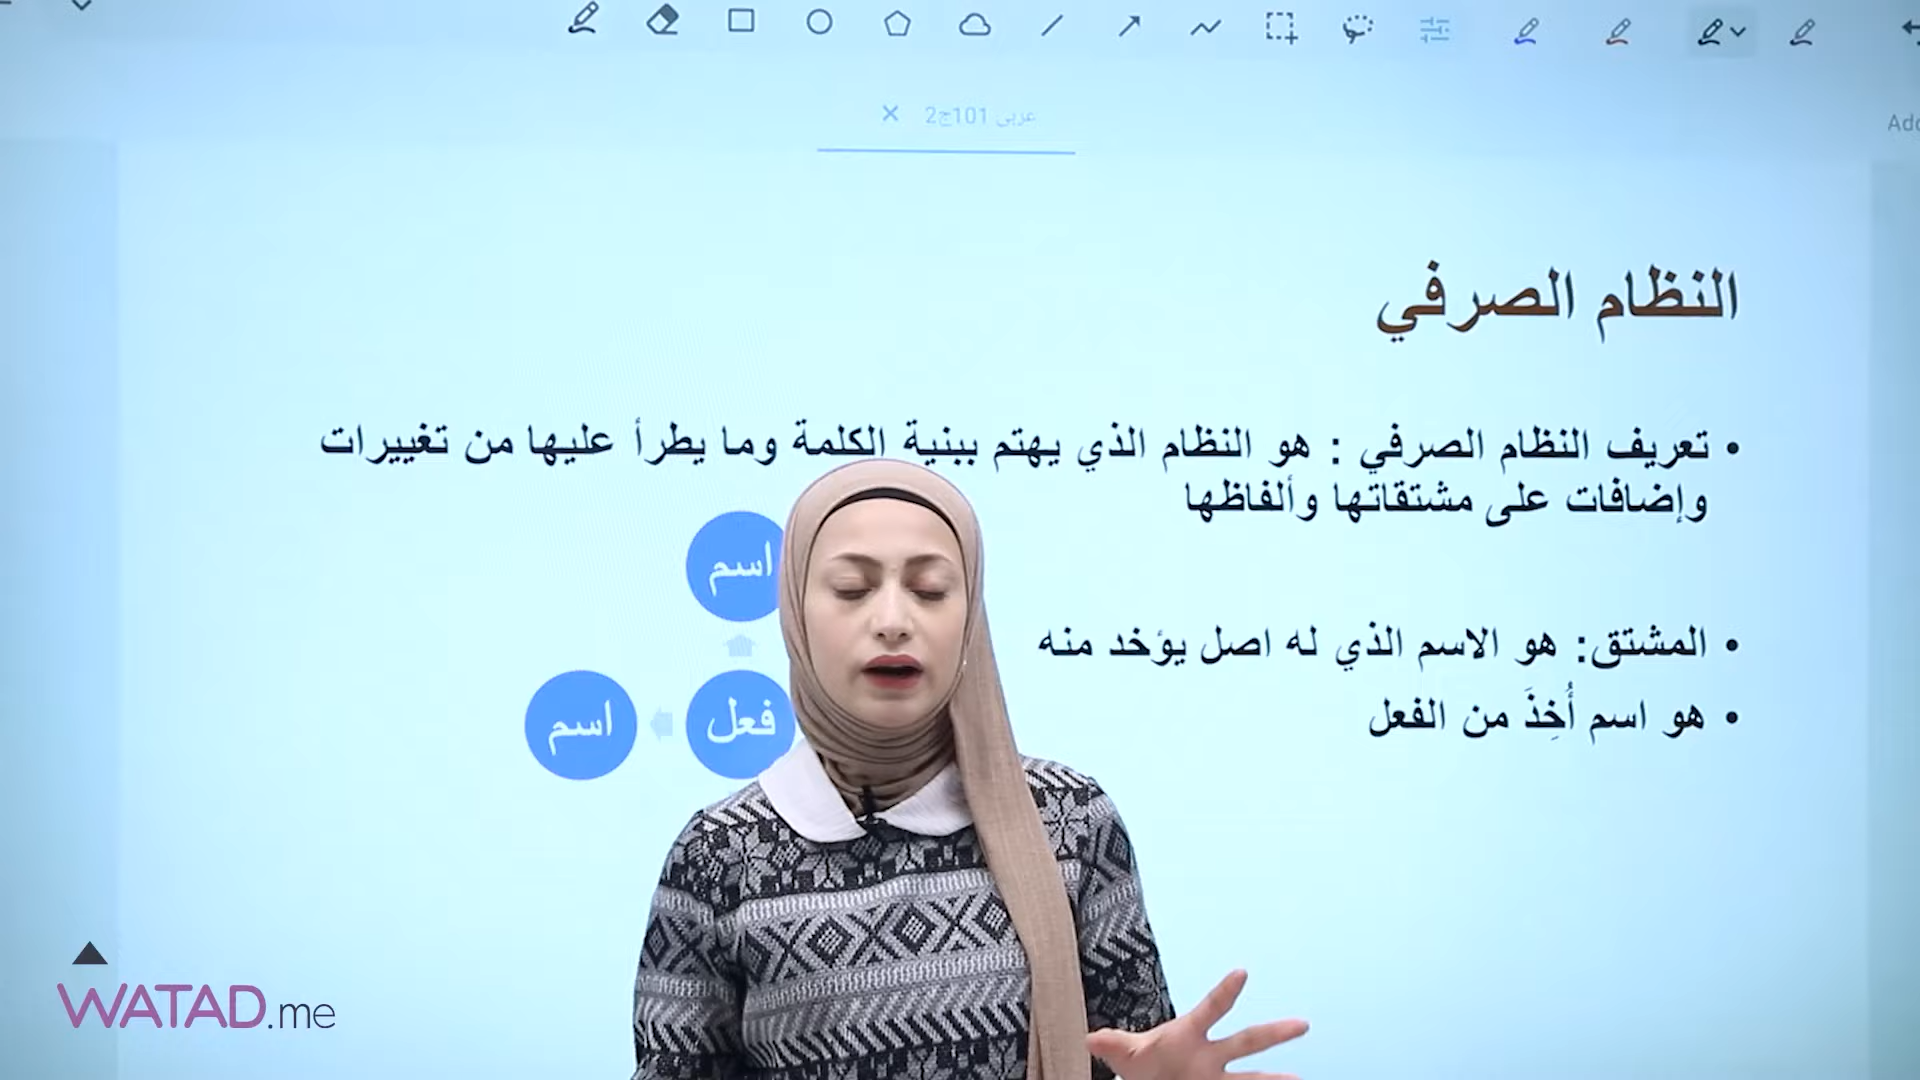 عربي 101ج2
Add
النظام الصرفي
• تعريف النظام الصرفي : هو النظام الذي يهتم ببنية الكلمة وما يطرأ عليها من تغييرات
وإضافات على مشتقاتها وألفاظها
• المشتق: هو الاسم الذي له اصل يؤخد منه
• هو اسم أُخِذَ من الفعل
اسم
فعل
اسم
WATAD.me